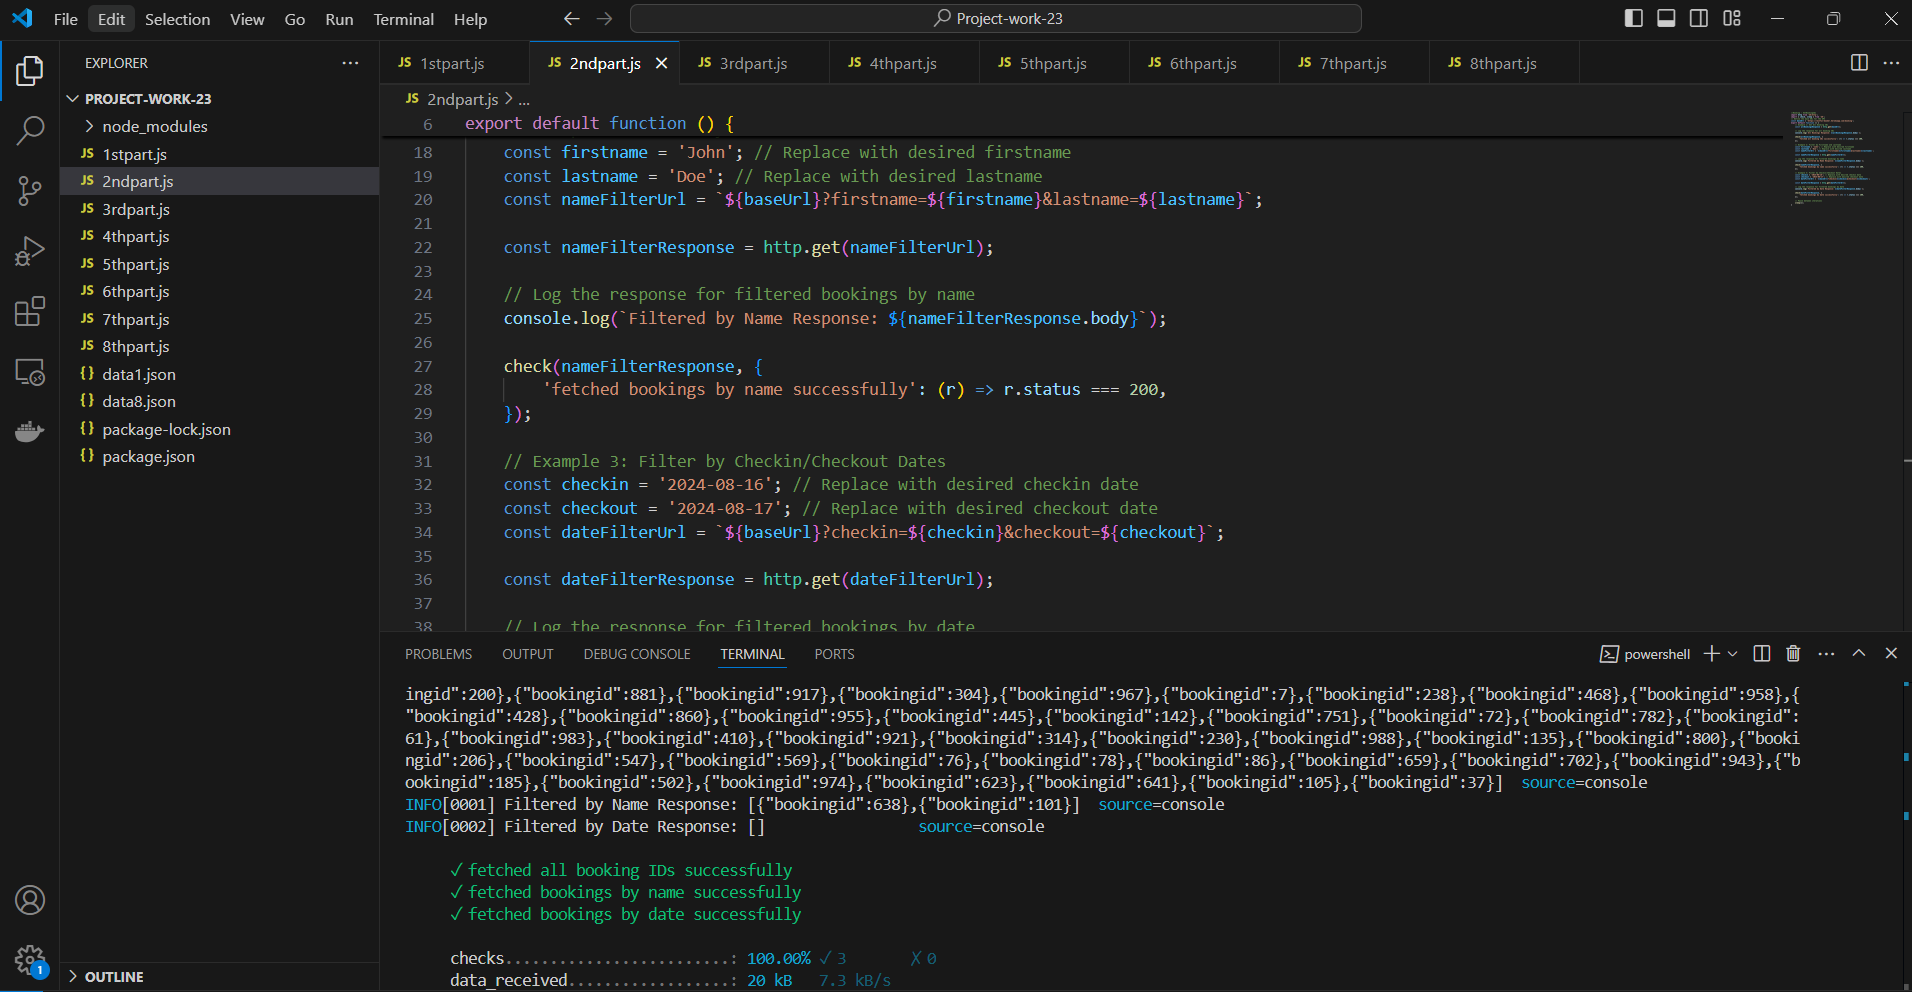 File Edit Selection View Go Run Terminal Help
Project-work-23
EXPLORER
PROJECT-WORK-23
node_modules
JS 1stpart.js
JS 2ndpart.js
JS 3rdpart.js
JS 4thpart.js
JS 5thpart.js
JS 6thpart.js
JS 7thpart.js
JS 8thpart.js
{} data1.json
{} data8.json
{} package-lock.json
{} package.json
OUTLINE
1
JS 1stpart.js JS 2ndpart.js JS 3rdpart.js JS 4thpart.js JS 5thpart.js JS 6thpart.js JS 7thpart.js JS 8thpart.js
JS 2ndpart.js > ...
6 export default function () {
18 const firstname = 'John'; // Replace with desired firstname
19 const lastname = 'Doe'; // Replace with desired lastname
20 const nameFilterUrl = `${baseUrl}?firstname=${firstname}&lastname=${lastname}`;
21
22 const nameFilterResponse = http.get(nameFilterUrl);
23
24 // Log the response for filtered bookings by name
25 console.log(`Filtered by Name Response: ${nameFilterResponse.body}`);
26
27 check(nameFilterResponse, {
28 'fetched bookings by name successfully': (r) => r.status === 200,
29 });
30
31 // Example 3: Filter by Checkin/Checkout Dates
32 const checkin = '2024-08-16'; // Replace with desired checkin date
33 const checkout = '2024-08-17'; // Replace with desired checkout date
34 const dateFilterUrl = `${baseUrl}?checkin=${checkin}&checkout=${checkout}`;
35
36 const dateFilterResponse = http.get(dateFilterUrl);
37
38 // Log the response for filtered bookings by date
PROBLEMS OUTPUT DEBUG CONSOLE TERMINAL PORTS
powershell
ingid":200},{"bookingid":881},{"bookingid":917},{"bookingid":304},{"bookingid":967},{"bookingid":7},{"bookingid":238},{"bookingid":468},{"bookingid":958},{
"bookingid":428},{"bookingid":860},{"bookingid":955},{"bookingid":445},{"bookingid":142},{"bookingid":751},{"bookingid":72},{"bookingid":782},{"bookingid":
61},{"bookingid":983},{"bookingid":410},{"bookingid":921},{"bookingid":314},{"bookingid":230},{"bookingid":988},{"bookingid":135},{"bookingid":800},{"booki
ngid":206},{"bookingid":547},{"bookingid":569},{"bookingid":76},{"bookingid":78},{"bookingid":86},{"bookingid":659},{"bookingid":702},{"bookingid":943},{"b
ookingid":185},{"bookingid":502},{"bookingid":974},{"bookingid":623},{"bookingid":641},{"bookingid":105},{"bookingid":37}] source=console
INFO[0001] Filtered by Name Response: [{"bookingid":638},{"bookingid":101}] source=console
INFO[0002] Filtered by Date Response: [] source=console
✓ fetched all booking IDs successfully
✓ fetched bookings by name successfully
✓ fetched bookings by date successfully
checks.........................: 100.00% ✓ 3 ✗ 0
data_received..................: 20 kB 7.3 kB/s